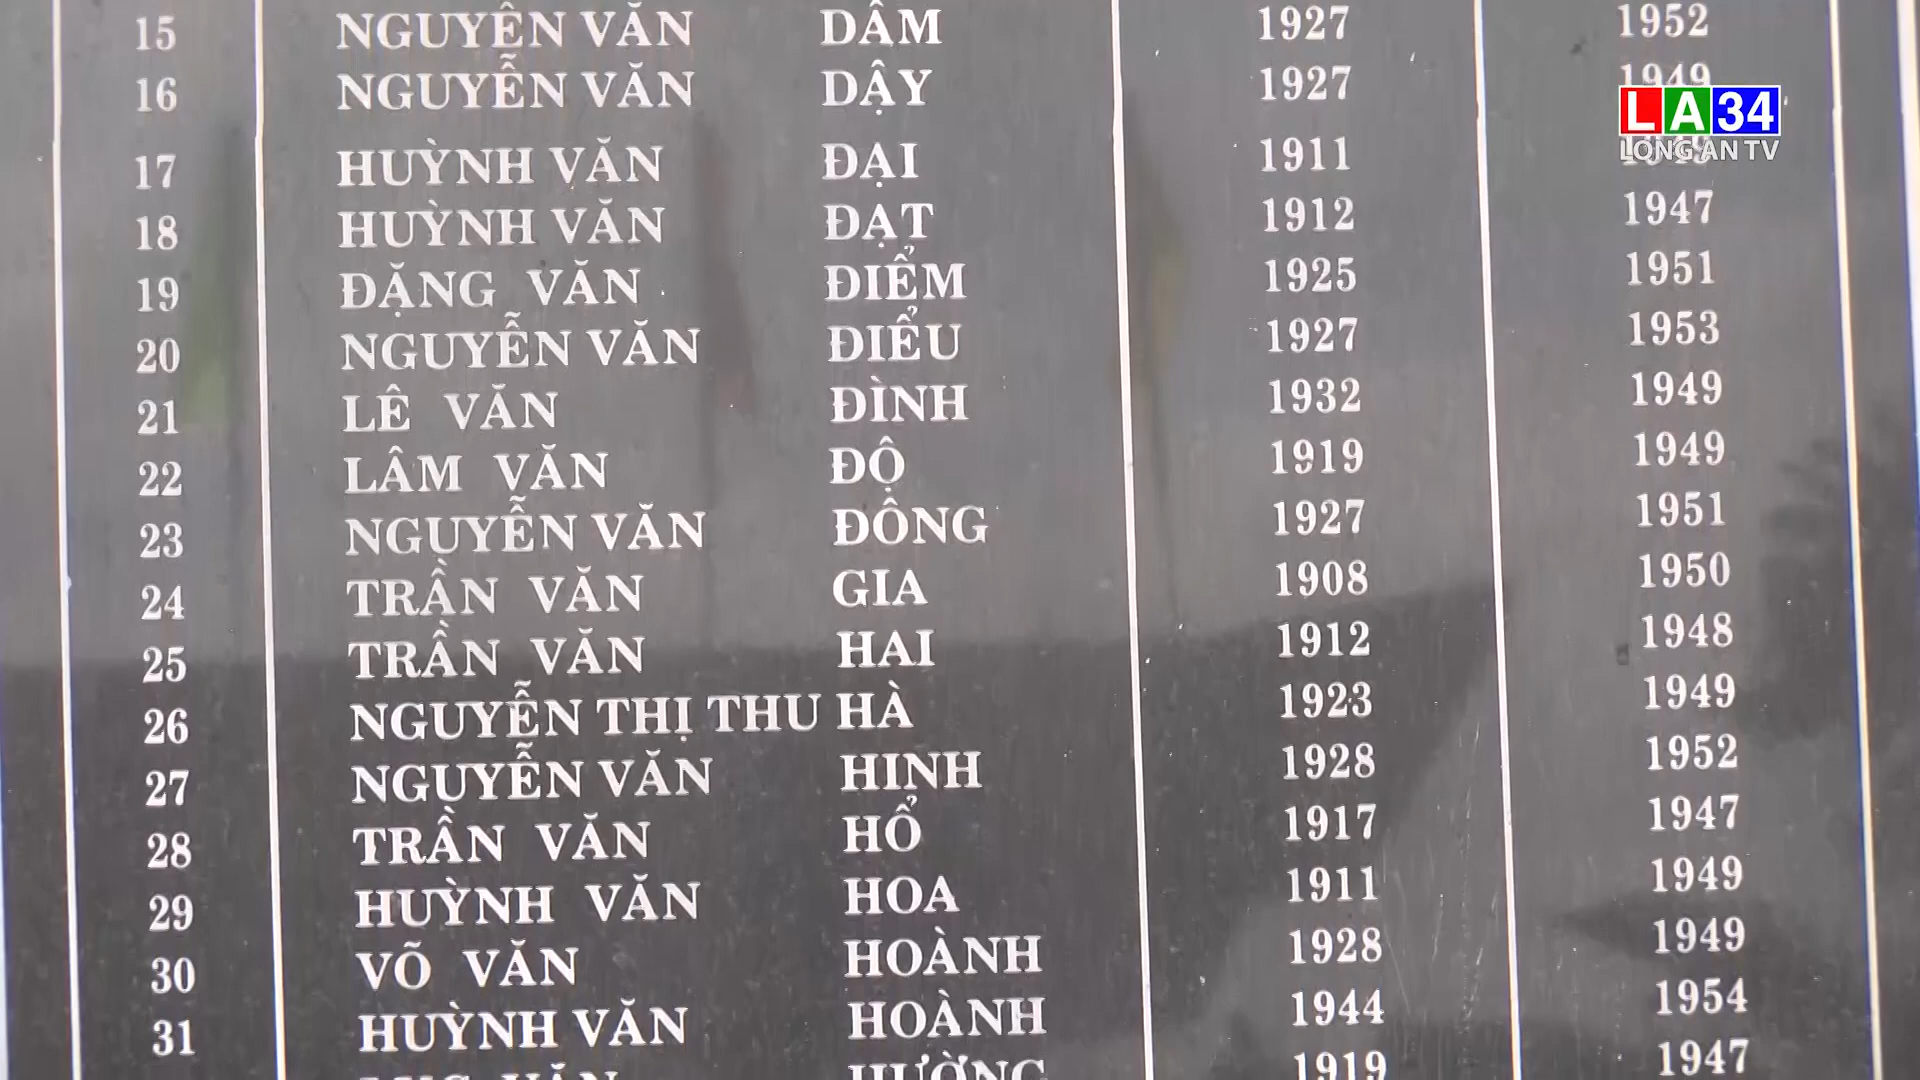 15 NGUYỄN VĂN DẦM 1927 1952
16 NGUYỄN VĂN DẬY 1927 1949
LA34
17 HUỲNH VĂN ĐẠI 1911
LONG AN TV
18 HUỲNH VĂN ĐẠT 1912 1947
19 ĐẶNG VĂN ĐIỂM 1925 1951
20 NGUYỄN VĂN ĐIỂU 1927 1953
21 LÊ VĂN ĐÌNH 1932 1949
22 LÂM VĂN ĐỘ 1919 1949
23 NGUYỄN VĂN ĐÔNG 1927 1951
24 TRẦN VĂN GIA 1908 1950
25 TRẦN VĂN HAI 1912 1948
26 NGUYỄN THỊ THU HÀ 1923 1949
27 NGUYỄN VĂN HINH 1928 1952
28 TRẦN VĂN HỔ 1917 1947
29 HUỲNH VĂN HOA 1911 1949
30 VÕ VĂN HOÀNH 1928 1949
31 HUỲNH VĂN HOÀNH 1944 1954
VĂN HƯỜNG 1919 1947